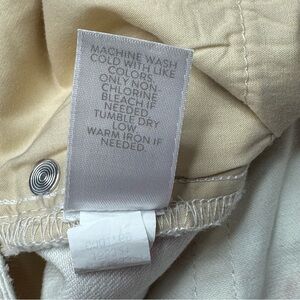 MACHINE WASH
COLD WITH LIKE
COLORS.
ONLY NON-
CHLORINE
BLEACH IF
NEEDED.
TUMBLE DRY
LOW
WARM IRON IF
NEEDED.